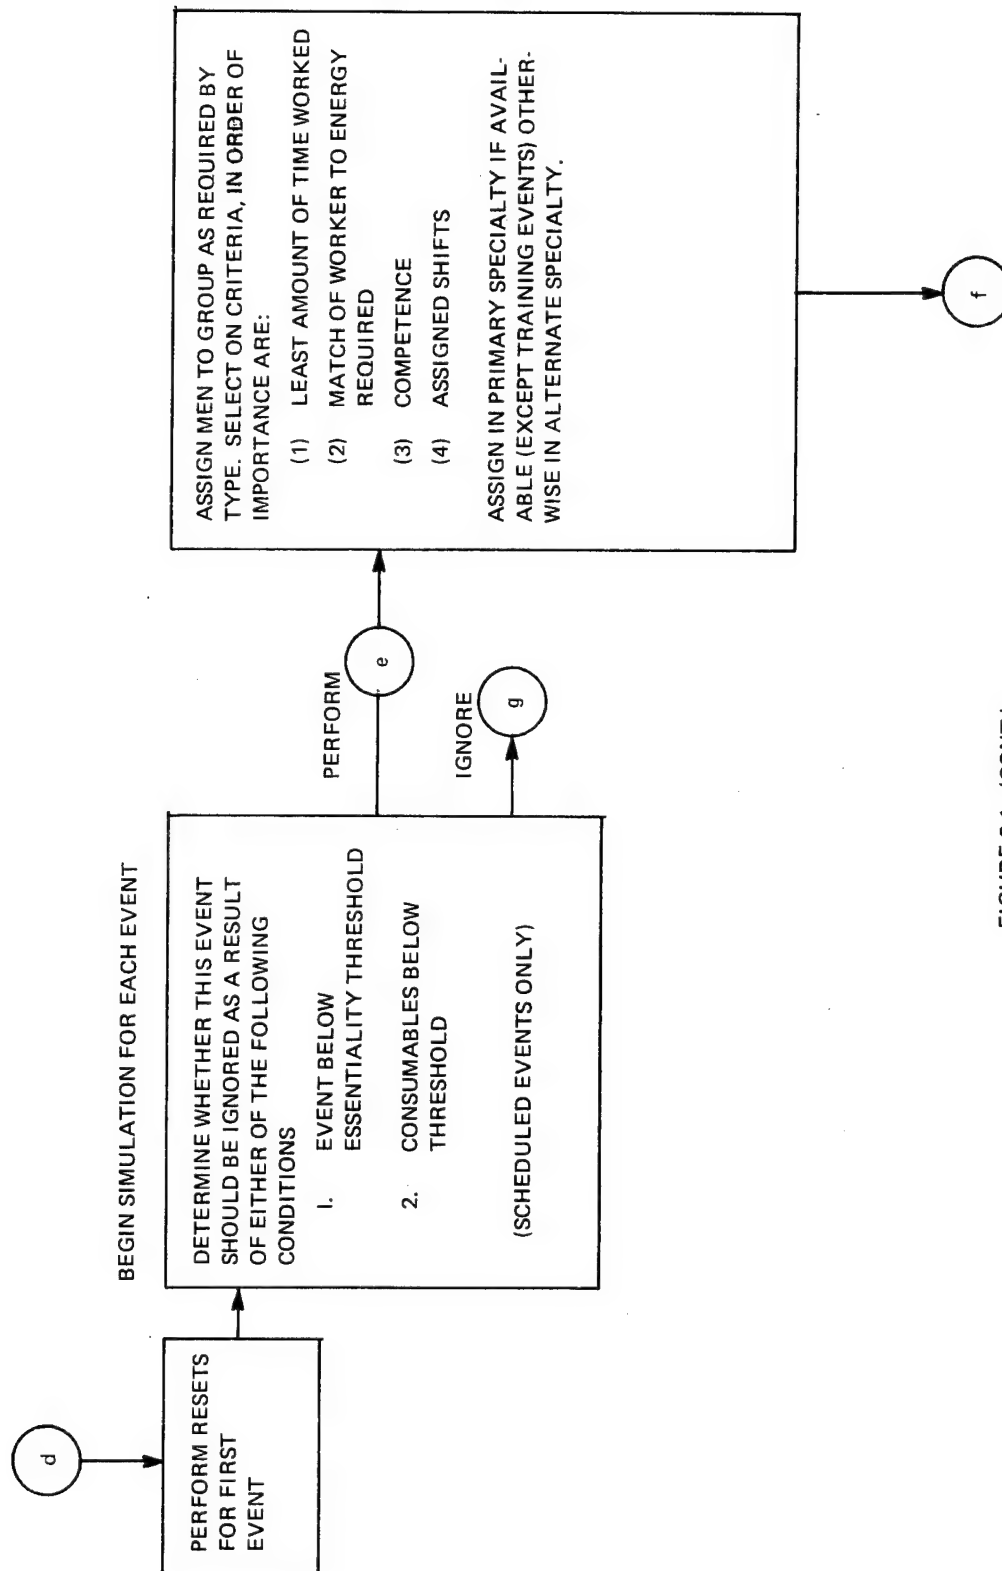 d
PERFORM RESETS
FOR FIRST
EVENT
BEGIN SIMULATION FOR EACH EVENT
DETERMINE WHETHER THIS EVENT
SHOULD BE IGNORED AS A RESULT
OF EITHER OF THE FOLLOWING
CONDITIONS
1. EVENT BELOW
ESSENTIALITY THRESHOLD
2. CONSUMABLES BELOW
THRESHOLD
(SCHEDULED EVENTS ONLY)
PERFORM
e
IGNORE
g
ASSIGN MEN TO GROUP AS REQUIRED BY
TYPE. SELECT ON CRITERIA, IN ORDER OF
IMPORTANCE ARE:
(1) LEAST AMOUNT OF TIME WORKED
(2) MATCH OF WORKER TO ENERGY
REQUIRED
(3) COMPETENCE
(4) ASSIGNED SHIFTS
ASSIGN IN PRIMARY SPECIALTY IF AVAIL-
ABLE (EXCEPT TRAINING EVENTS) OTHER-
WISE IN ALTERNATE SPECIALTY.
f